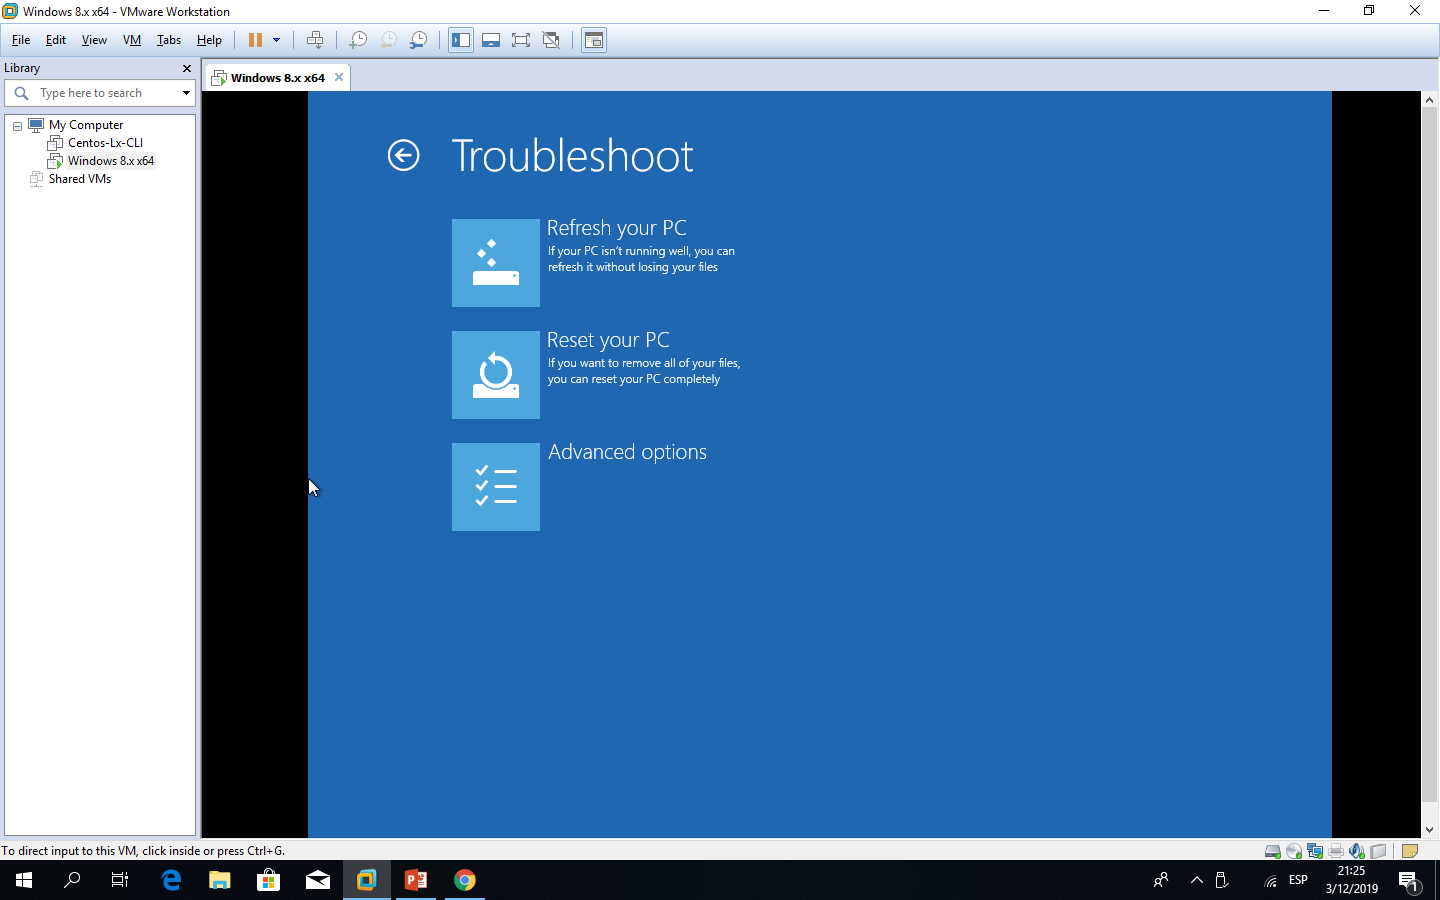 Windows 8.x x64 - VMware Workstation
File Edit View VM Tabs Help
Library
Type here to search
My Computer
Centos-Lx-CLI
Windows 8.x x64
Shared VMs
Windows 8.x x64
Troubleshoot
Refresh your PC
If your PC isn't running well, you can
refresh it without losing your files
Reset your PC
If you want to remove all of your files,
you can reset your PC completely
Advanced options
To direct input to this VM, click inside or press Ctrl+G.
ESP
21:25
3/12/2019
1